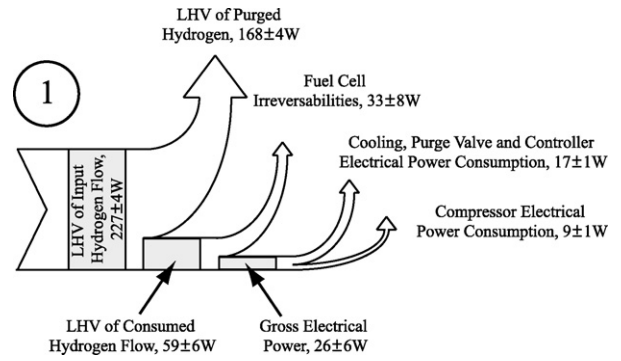 LHV of Purged
Hydrogen, 168±4W
1
Fuel Cell
Irreversabilities, 33±8W
Cooling, Purge Valve and Controller
Electrical Power Consumption, 17±1W
LHV of Input
Hydrogen Flow,
227±4W
Compressor Electrical
Power Consumption, 9±1W
LHV of Consumed
Hydrogen Flow, 59±6W
Gross Electrical
Power, 26±6W